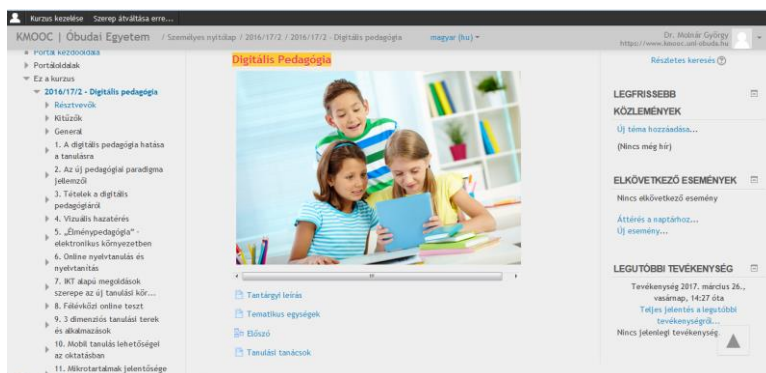 Kurzus kezelése Szerep átváltása erre...
KMOOC | Óbudai Egyetem / Személyes nyitólap / 2016/17/2 / 2016/17/2 - Digitális pedagógia magyar (hu)
Dr. Molnár György
https://www.kmooc.uni-obuda.hu
Portál kezdőoldala
Portáloldalak
Ez a kurzus
2016/17/2 - Digitális pedagógia
Résztvevők
Kitűzők
General
1. A digitális pedagógia hatása
a tanulásra
2. Az új pedagógiai paradigma
jellemzői
3. Tételek a digitális
pedagógiáról
4. Vizuális hazatérés
5. „Élménypedagógia" -
elektronikus környezetben
6. Online nyelvtanulás és
nyelvtanítás
7. IKT alapú megoldások
szerepe az új tanulási kör...
8. Félévközi online teszt
9. 3 dimenziós tanulási terek
és alkalmazások
10. Mobil tanulás lehetőségei
az oktatásban
11. Mikrotartalmak jelentősége
Digitális Pedagógia
Tantárgyi leírás
Tematikus egységek
Előszó
Tanulási tanácsok
Részletes keresés
LEGFRISSEBB
KÖZLEMÉNYEK
Új téma hozzáadása...
(Nincs még hír)
ELKÖVETKEZŐ ESEMÉNYEK
Nincs elkövetkező esemény
Áttérés a naptárhoz...
Új esemény...
LEGUTÓBBI TEVÉKENYSÉG
Tevékenység 2017. március 26.,
vasárnap, 14:27 óta
Teljes jelentés a legutóbbi
tevékenységről...
Nincs jelenlegi tevékenység.